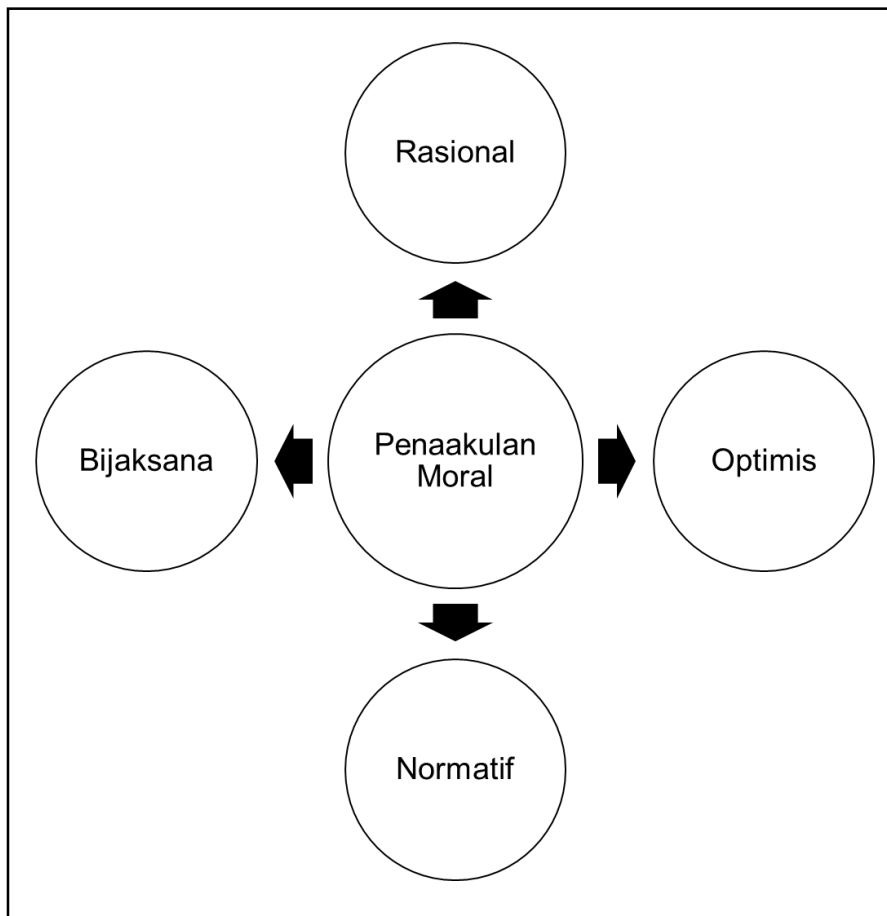 Rasional
Bijaksana
Penaakulan
Moral
Optimis
Normatif